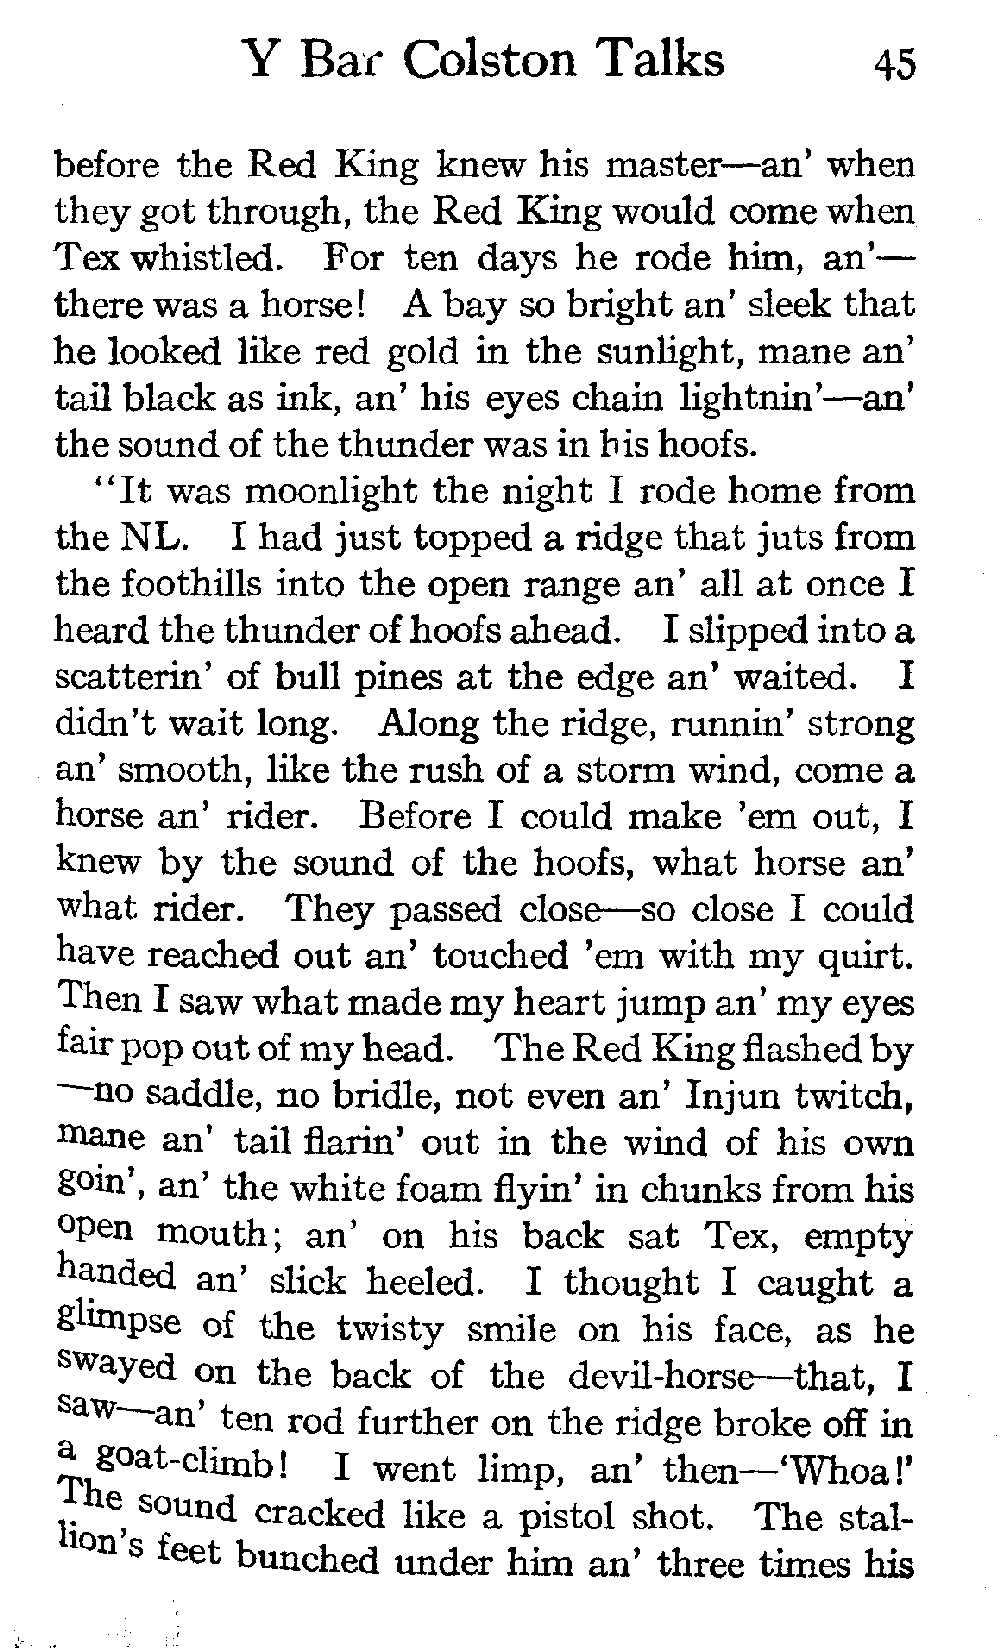 Y Bar Colston Talks 45
before the Red King knew his master—an' when
they got through, the Red King would come when
Tex whistled. For ten days he rode him, an'—
there was a horse! A bay so bright an' sleek that
he looked like red gold in the sunlight, mane an'
tail black as ink, an' his eyes chain lightnin'—an'
the sound of the thunder was in his hoofs.
"It was moonlight the night I rode home from
the NL. I had just topped a ridge that juts from
the foothills into the open range an' all at once I
heard the thunder of hoofs ahead. I slipped into a
scatterin' of bull pines at the edge an' waited. I
didn't wait long. Along the ridge, runnin' strong
an' smooth, like the rush of a storm wind, come a
horse an' rider. Before I could make 'em out, I
knew by the sound of the hoofs, what horse an'
what rider. They passed close—so close I could
have reached out an' touched 'em with my quirt.
Then I saw what made my heart jump an' my eyes
fair pop out of my head. The Red King flashed by
—no saddle, no bridle, not even an' Injun twitch,
mane an' tail flarin' out in the wind of his own
goin', an' the white foam flyin' in chunks from his
open mouth; an' on his back sat Tex, empty
handed an' slick heeled. I thought I caught a
glimpse of the twisty smile on his face, as he
swayed on the back of the devil-horse—that, I
saw—an' ten rod further on the ridge broke off in
a goat-climb! I went limp, an' then—'Whoa!'
The sound cracked like a pistol shot. The stal-
lion's feet bunched under him an' three times his